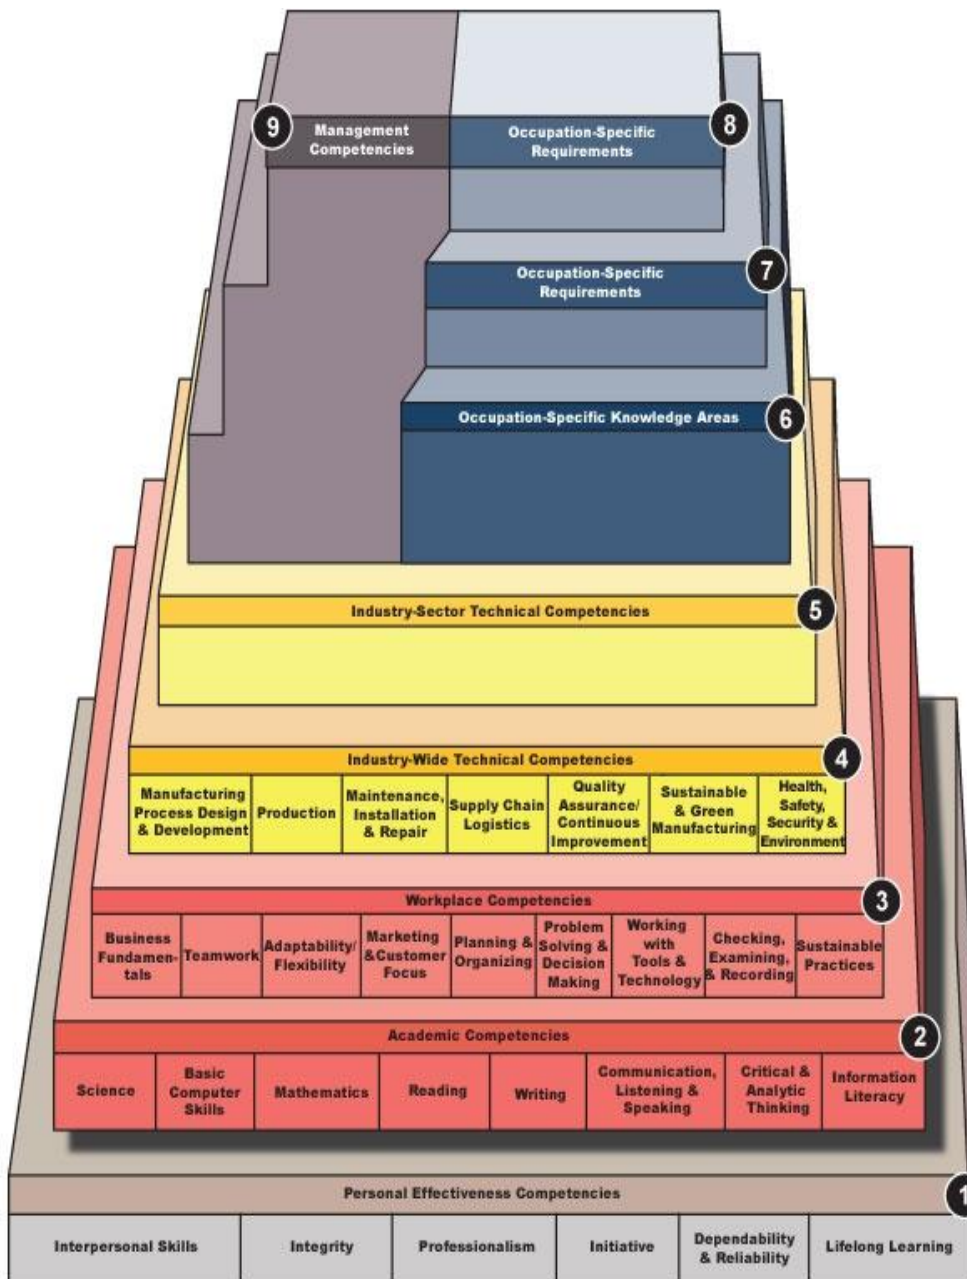 9
Management
Competencies
Occupation-Specific
Requirements
8
Occupation-Specific
Requirements
7
Occupation-Specific Knowledge Areas
6
Industry-Sector Technical Competencies
5
Industry-Wide Technical Competencies
4
Manufacturing
Process Design
& Development
Production
Maintenance,
Installation
& Repair
Supply Chain
Logistics
Quality
Assurance/
Continuous
Improvement
Sustainable
& Green
Manufacturing
Health,
Safety,
Security &
Environment
Workplace Competencies
3
Business
Fundamen-
tals
Teamwork
Adaptability/
Flexibility
Marketing
&Customer
Focus
Planning &
Organizing
Problem
Solving &
Decision
Making
Working
with
Tools &
Technology
Checking,
Examining,
& Recording
Sustainable
Practices
Academic Competencies
2
Science
Basic
Computer
Skills
Mathematics
Reading
Writing
Communication,
Listening &
Speaking
Critical &
Analytic
Thinking
Information
Literacy
Personal Effectiveness Competencies
1
Interpersonal Skills
Integrity
Professionalism
Initiative
Dependability
& Reliability
Lifelong Learning